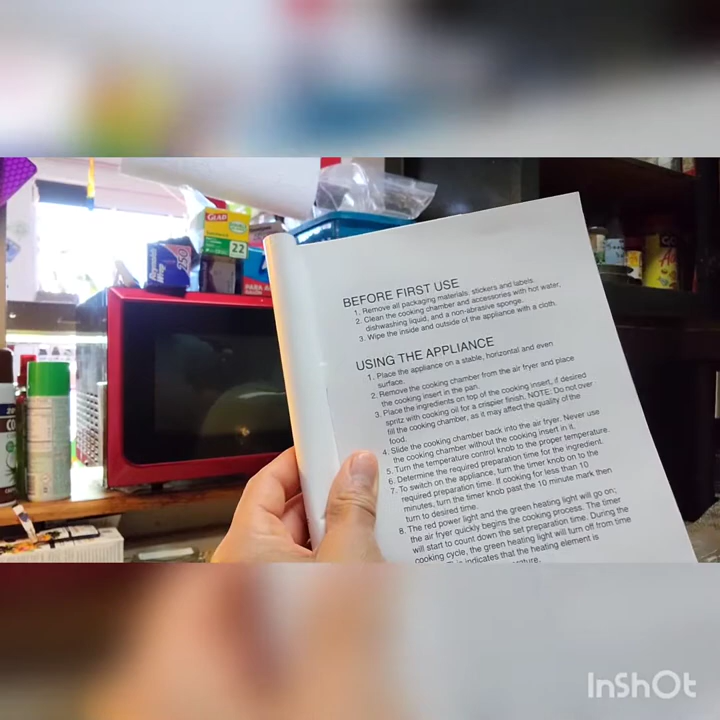 GLAD
22
Reynolds
Wrap
250
PARA
BEFORE FIRST USE
1. Remove all packaging materials, stickers and labels.
2. Clean the cooking chamber and accessories with hot water,
dishwashing liquid, and a non-abrasive sponge.
3. Wipe the inside and outside of the appliance with a cloth.
USING THE APPLIANCE
1. Place the appliance on a stable, horizontal and even
surface.
2. Remove the cooking chamber from the air fryer and place
the cooking insert in the pan.
3. Place the ingredients on top of the cooking insert, if desired
spritz with cooking oil for a crispier finish. NOTE: Do not over
fill the cooking chamber, as it may affect the quality of the
food.
4. Slide the cooking chamber back into the air fryer. Never use
the cooking chamber without the cooking insert in it.
5. Turn the temperature control knob to the proper temperature.
6. Determine the required preparation time for the ingredient.
7. To switch on the appliance, turn the timer knob on to the
required preparation time. If cooking for less than 10
minutes, turn the timer knob past the 10 minute mark then
turn to desired time.
8. The red power light and the green heating light will go on;
the air fryer quickly begins the cooking process. The timer
will start to count down the set preparation time. During the
cooking cycle, the green heating light will turn off from time
indicates that the heating element is
InShOt